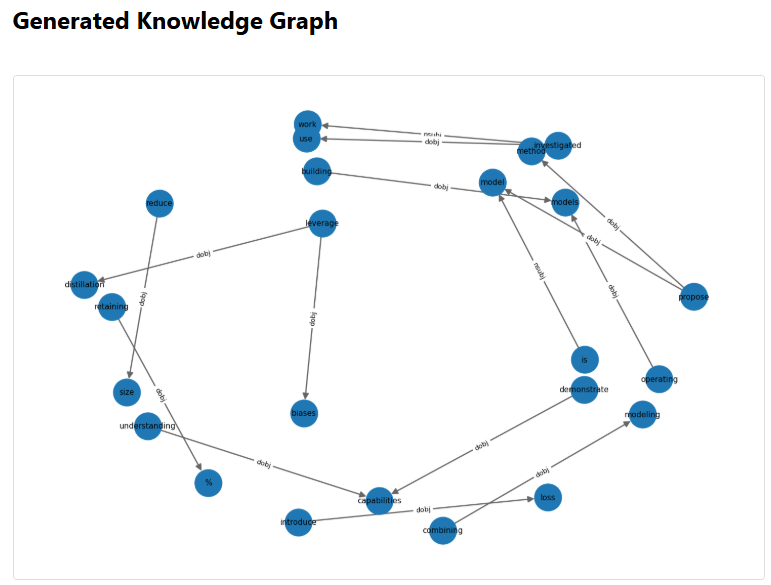 Generated Knowledge Graph
work
nsubj
use
dobj
investigated
method
building
dobj
model
models
reduce
leverage
dobj
dobj
dobj
nsubj
distillation
dobj
dobj
propose
retaining
dobj
is
size
dobj
demonstrate
operating
biases
modeling
understanding
dobj
dobj
dobj
%
capabilities
loss
introduce
dobj
combining